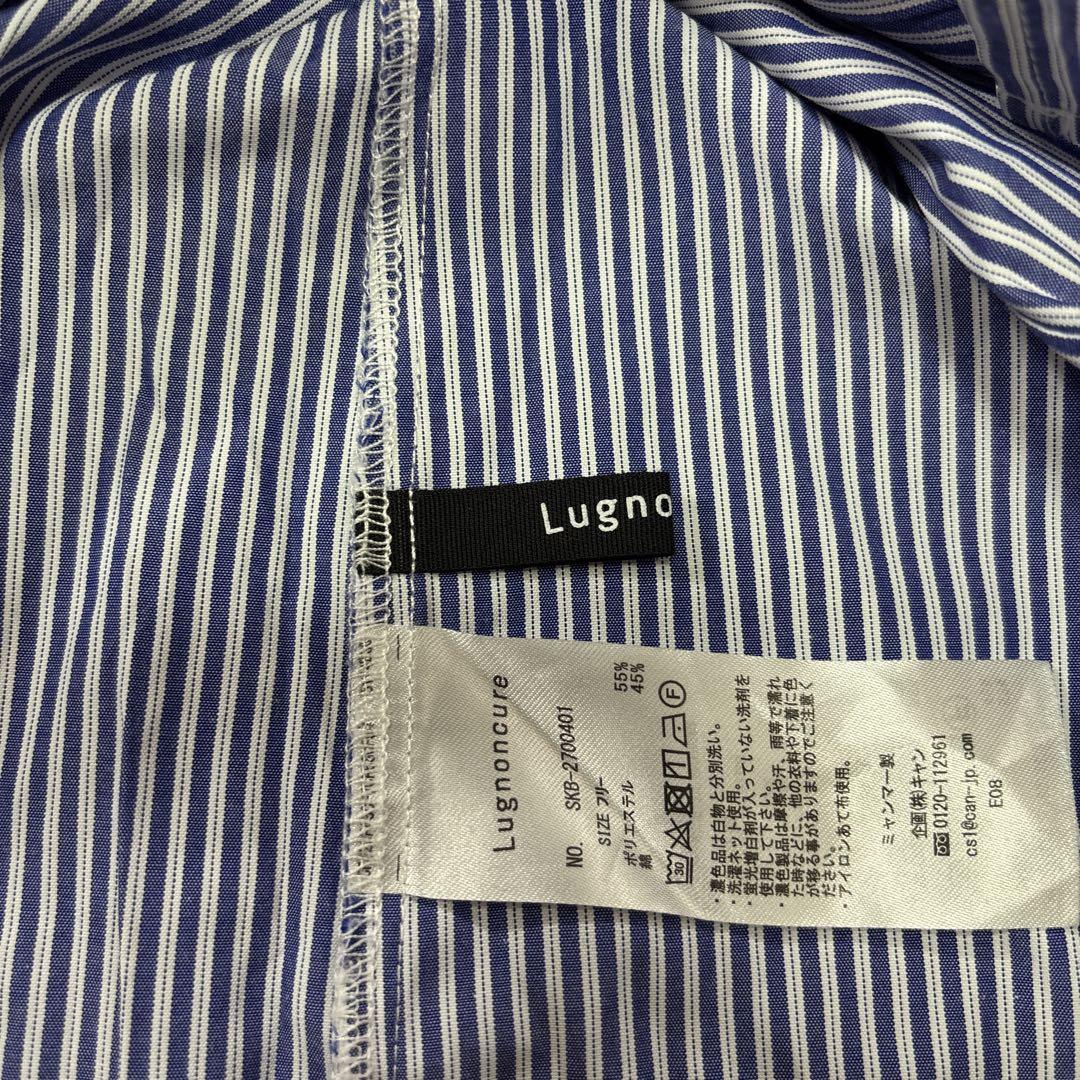 Lugno
Lugnoncure
NO. SKB-2700401
SIZE フリー
ポリエステル 55%
綿 45%
30 F
・濃色品は白物と分別洗い。
・洗濯ネット使用。
・蛍光増白剤が入っていない洗剤を
使用して下さい。
・濃色製品は摩擦や汗、雨等で濡れ
た時などに、他の衣料や下着に色
が移る事がありますのでご注意く
ださい。
・アイロンあて布使用。
ミャンマー製
企画(株)キャン
0120-112961
cs1@can-jp.com
E08